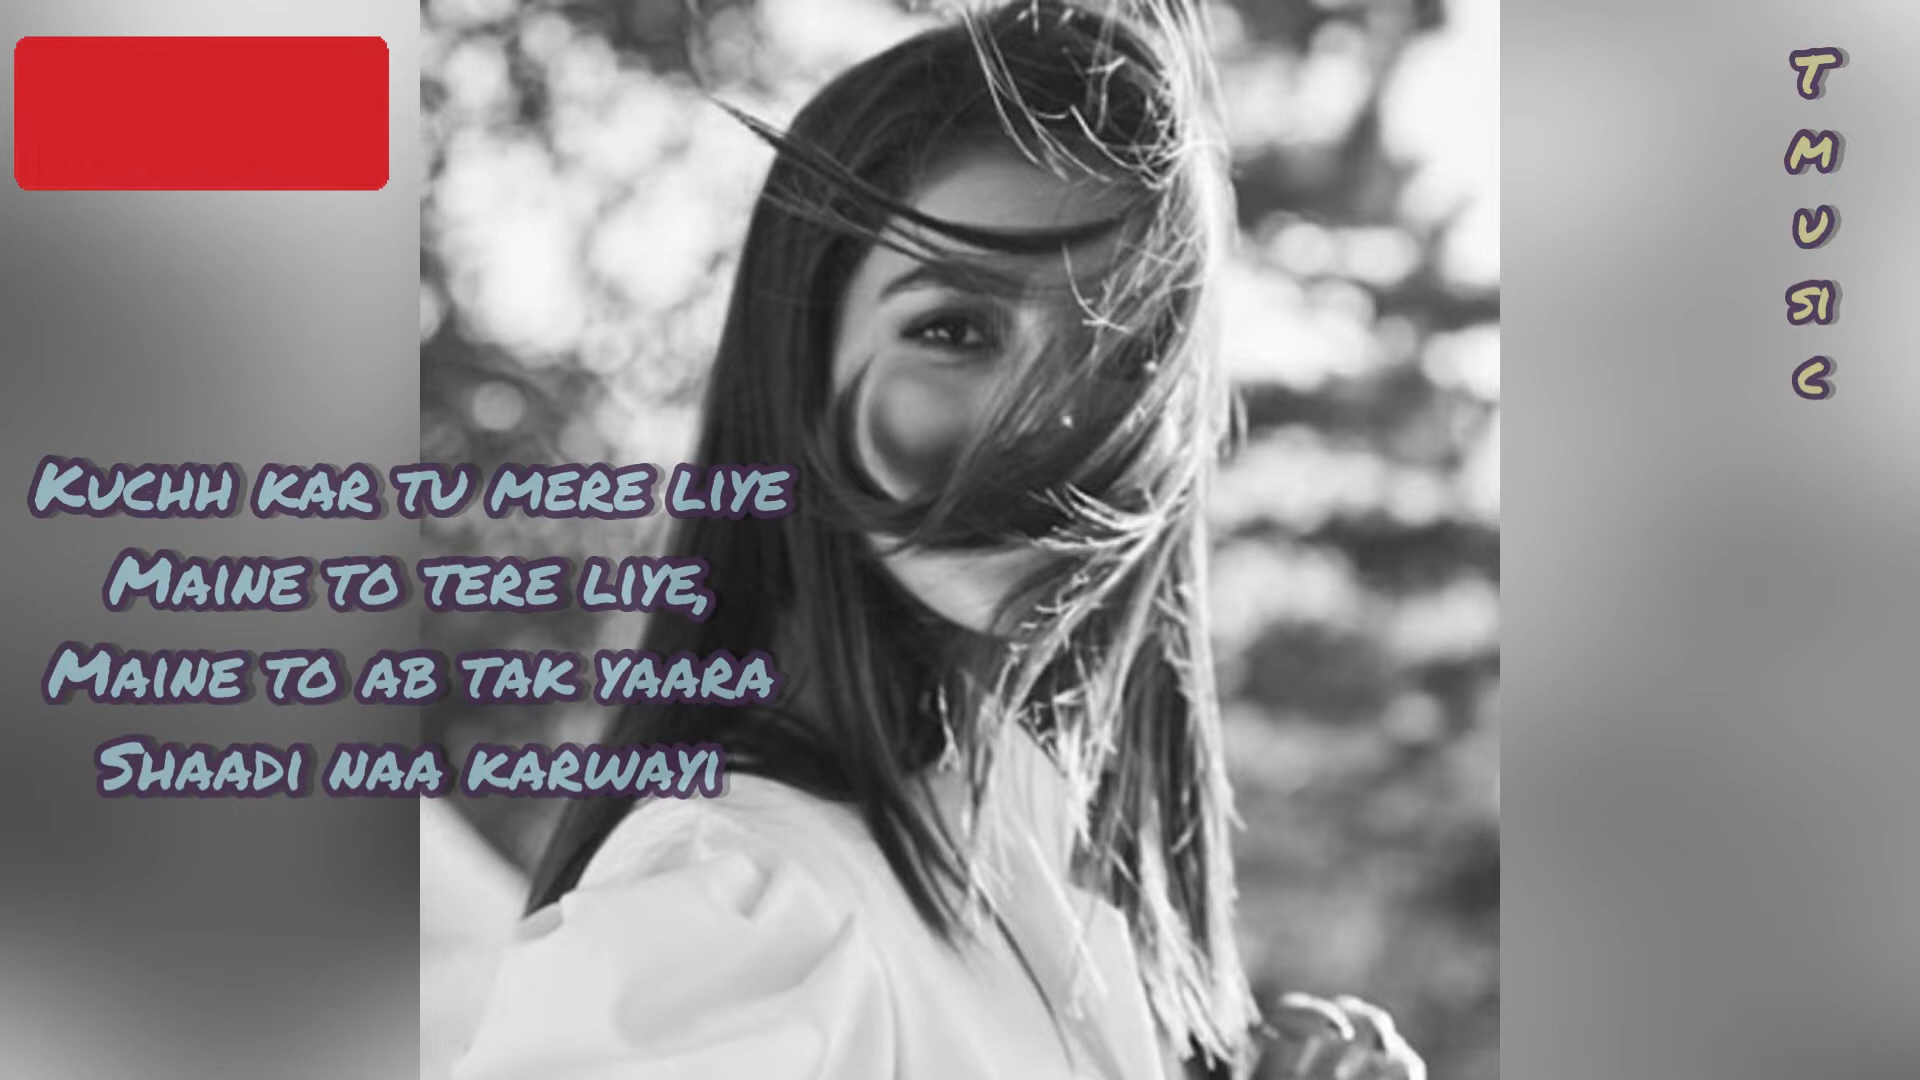 Kuchh kar tu mere liye
Maine to tere liye,
Maine to ab tak yaara
Shaadi naa karwayi
T
M
U
SI
C